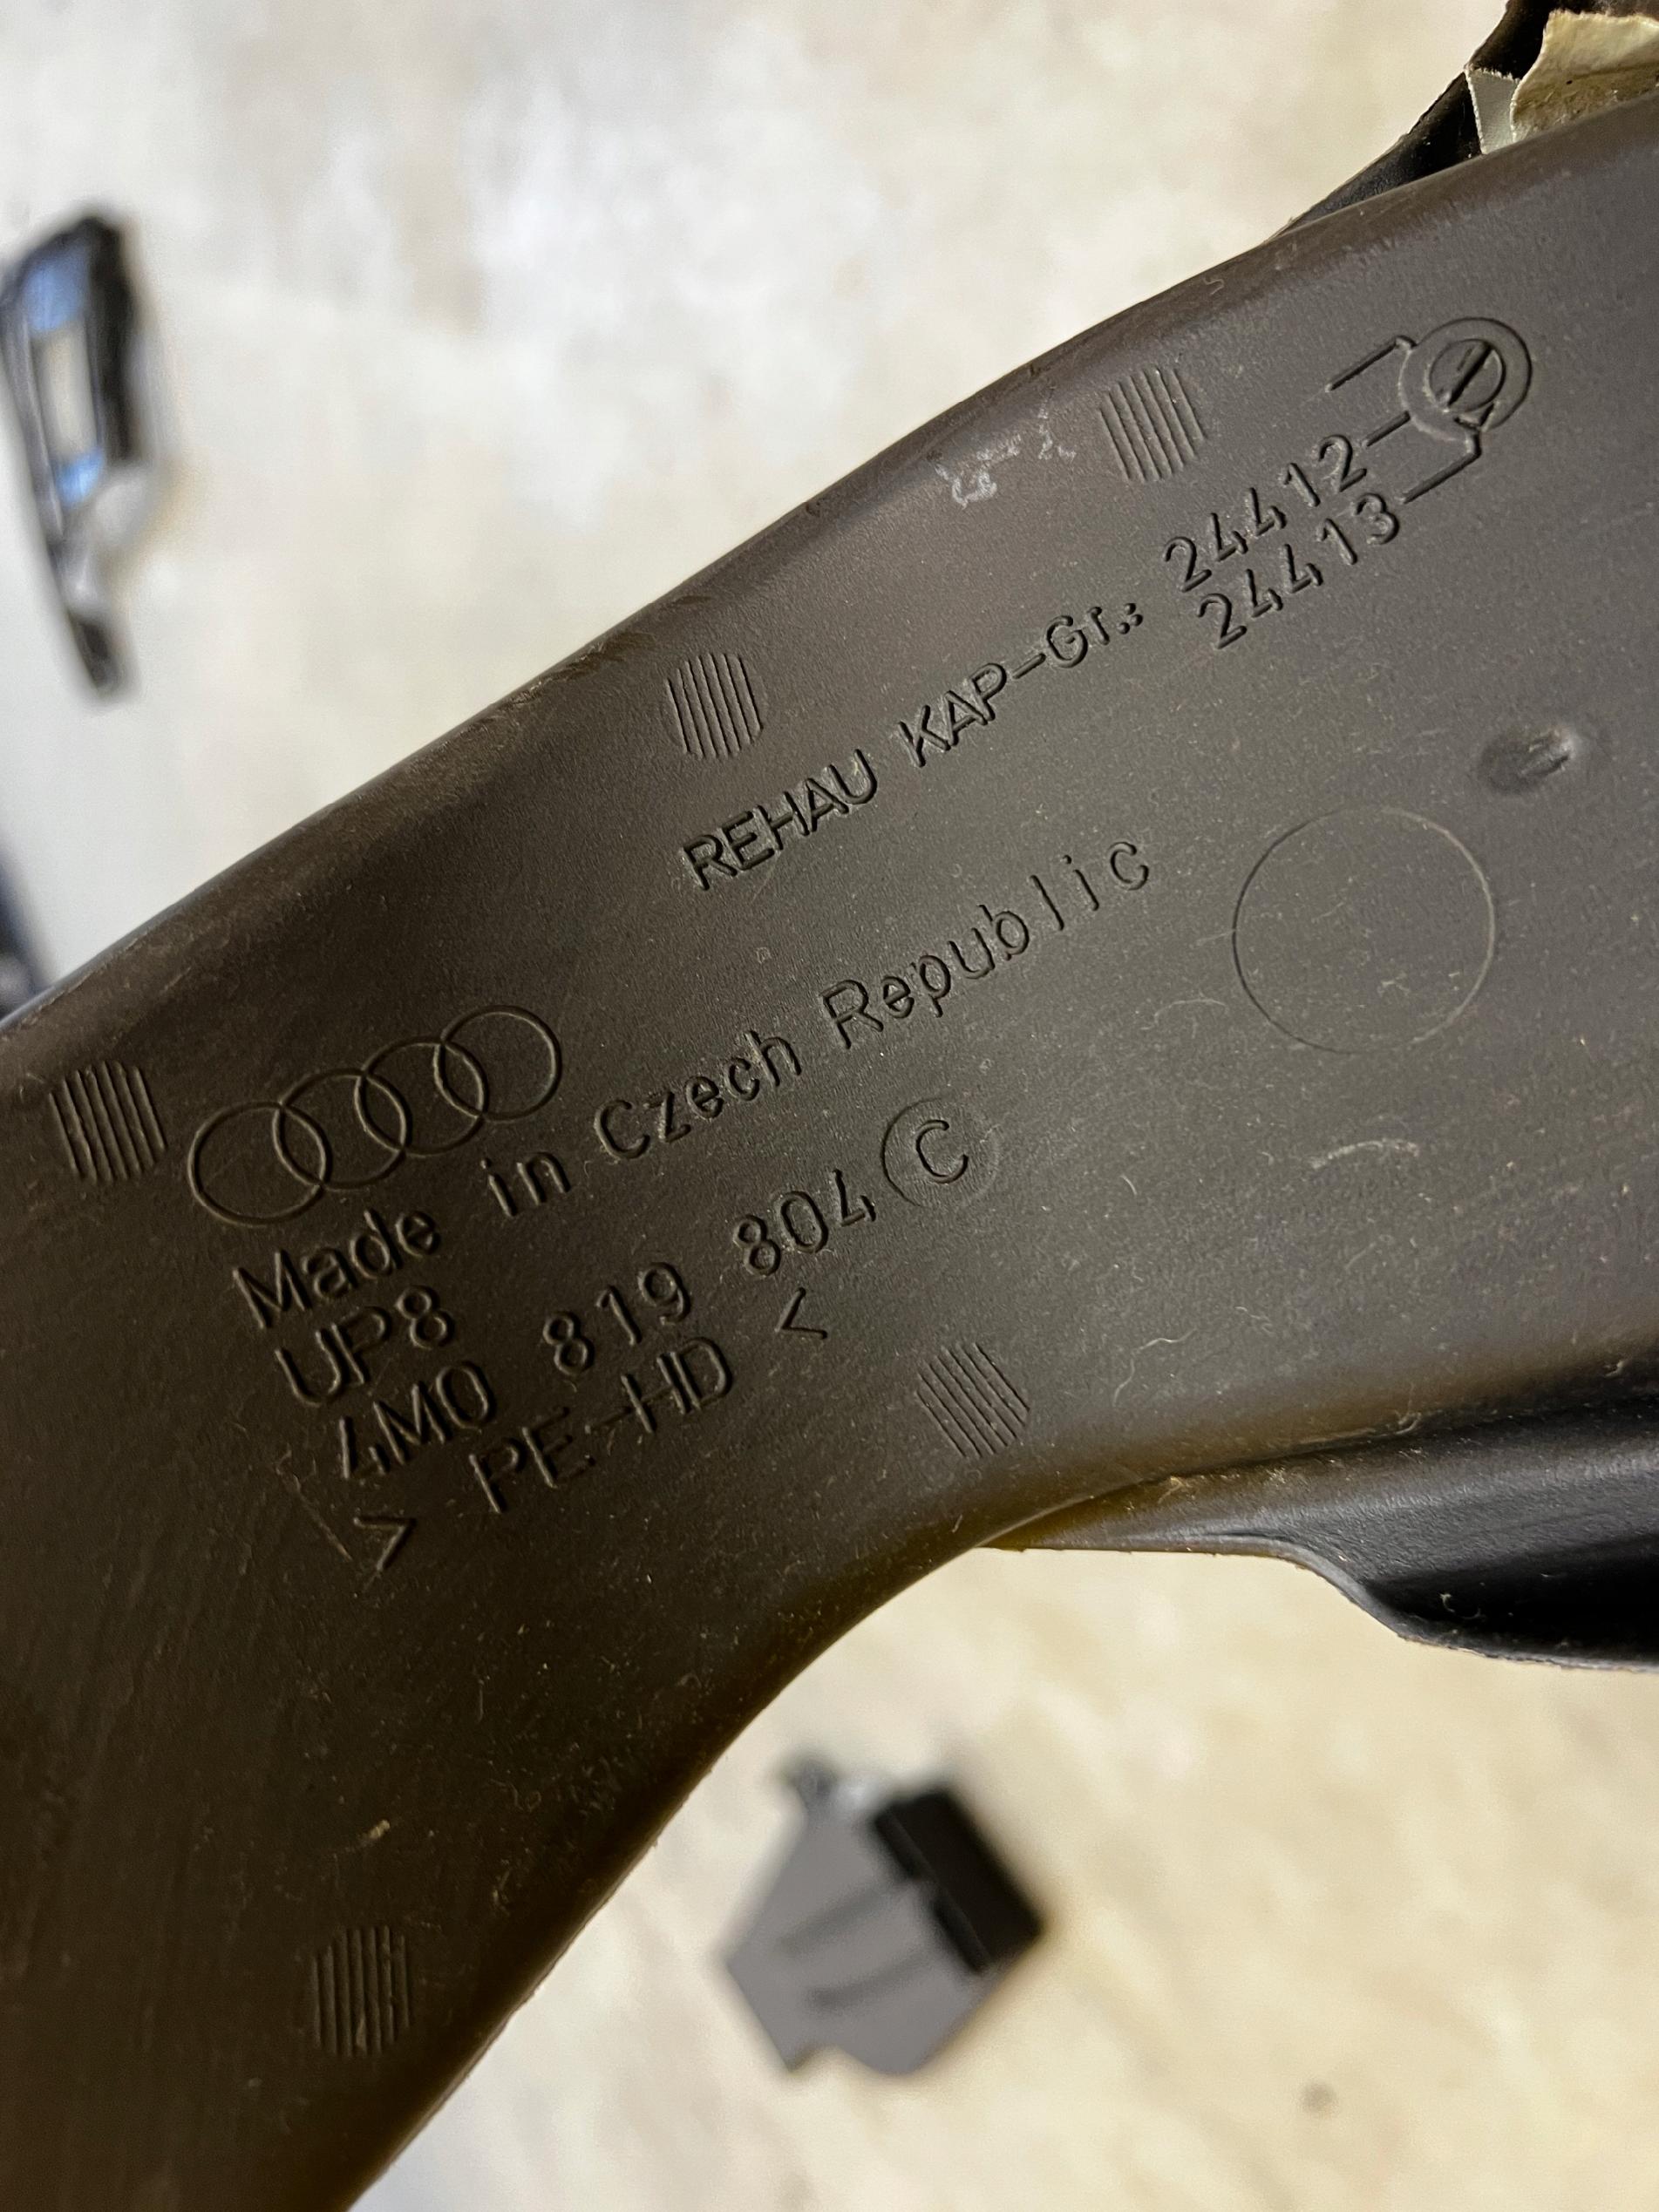 REHAU KAP-Gr.: 24412
24413
Made in Czech Republic
UP8
4M0 819 804 C
> PE-HD <